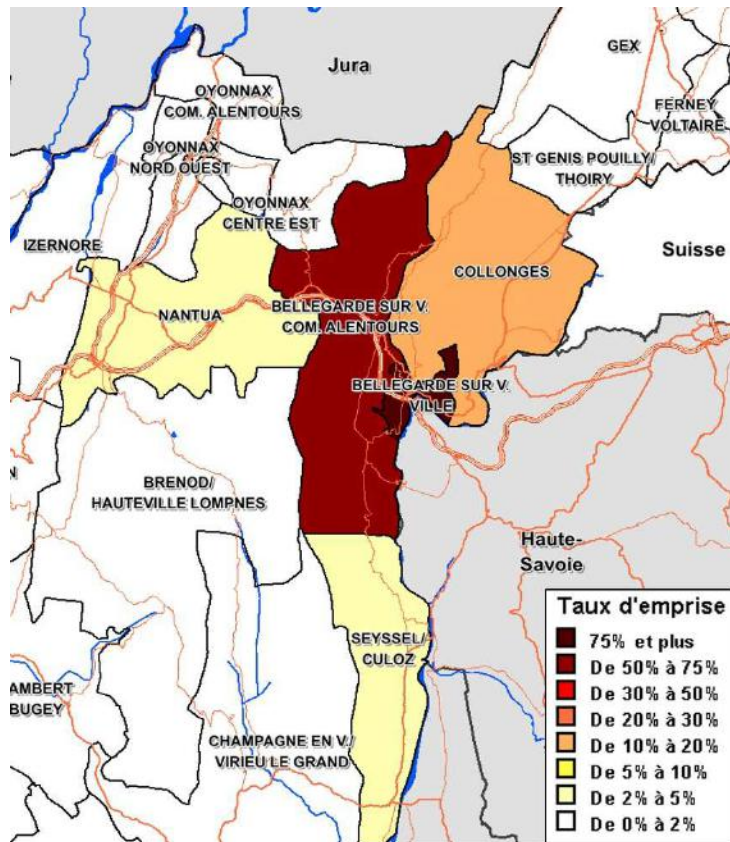 Jura
GEX
OYONNAX
COM. ALENTOURS
FERNEY
VOLTAIRE
OYONNAX
NORD OUEST
ST GENIS POUILLY/
THOIRY
OYONNAX
CENTRE EST
IZERNORE
Suisse
COLLONGES
NANTUA
BELLEGARDE SUR V.
COM. ALENTOURS
BELLEGARDE SUR V.
VILLE
N
BRENOD/
HAUTEVILLE LOMPNES
Haute-
Savoie
SEYSSEL/
CULOZ
AMBERT
BUGEY
CHAMPAGNE EN V./
VIRIEU LE GRAND
Taux d'emprise
75% et plus
De 50% à 75%
De 30% à 50%
De 20% à 30%
De 10% à 20%
De 5% à 10%
De 2% à 5%
De 0% à 2%